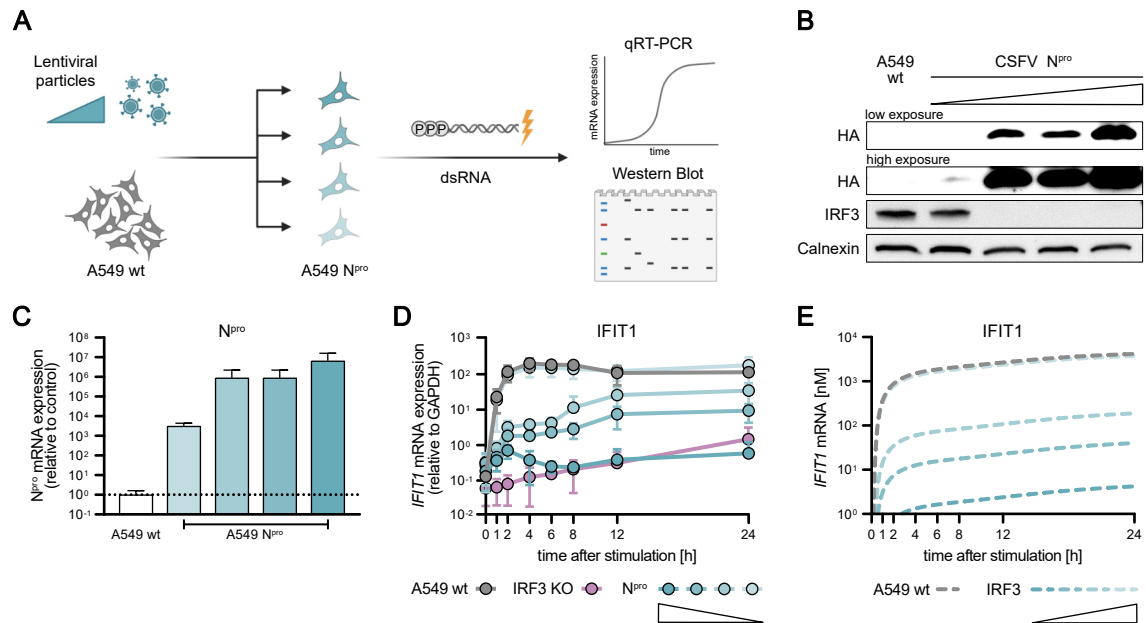 A
Lentiviral
particles
A549 wt
A549 Nᵖʳᵒ
PPP
dsRNA
qRT-PCR
mRNA expression
time
Western Blot
B
A549
wt
CSFV Nᵖʳᵒ
low exposure
HA
high exposure
HA
IRF3
Calnexin
C
Nᵖʳᵒ
Nᵖʳᵒ mRNA expression
(relative to control)
10⁸
10⁷
10⁶
10⁵
10⁴
10³
10²
10¹
10⁰
10⁻¹
A549 wt
A549 Nᵖʳᵒ
D
IFIT1
IFIT1 mRNA expression
(relative to GAPDH)
10³
10²
10¹
10⁰
10⁻¹
10⁻²
0 1 2 4 6 8 12 24
time after stimulation [h]
A549 wt IRF3 KO Nᵖʳᵒ
E
IFIT1
IFIT1 mRNA [nM]
10⁴
10³
10²
10¹
10⁰
0 1 2 4 6 8 12 24
time after stimulation [h]
A549 wt IRF3